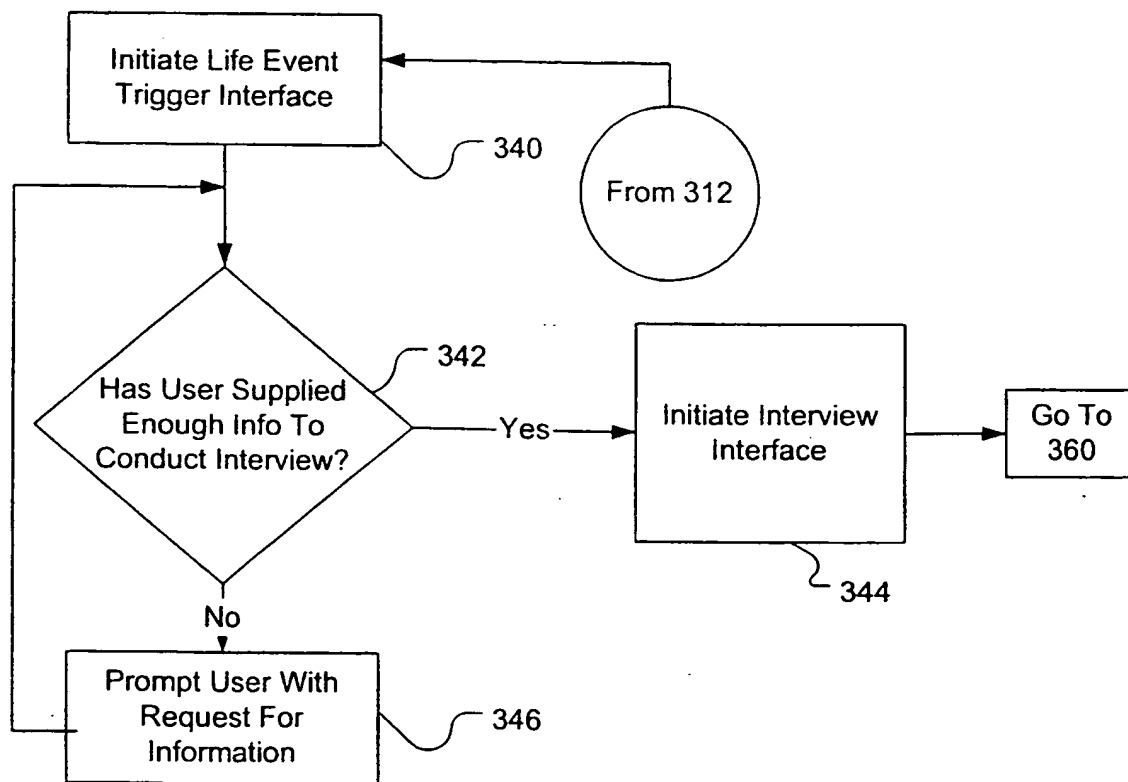 Initiate Life Event
Trigger Interface
340
From 312
342
Has User Supplied
Enough Info To
Conduct Interview?
Yes
Initiate Interview
Interface
344
Go To
360
No
Prompt User With
Request For
Information
346